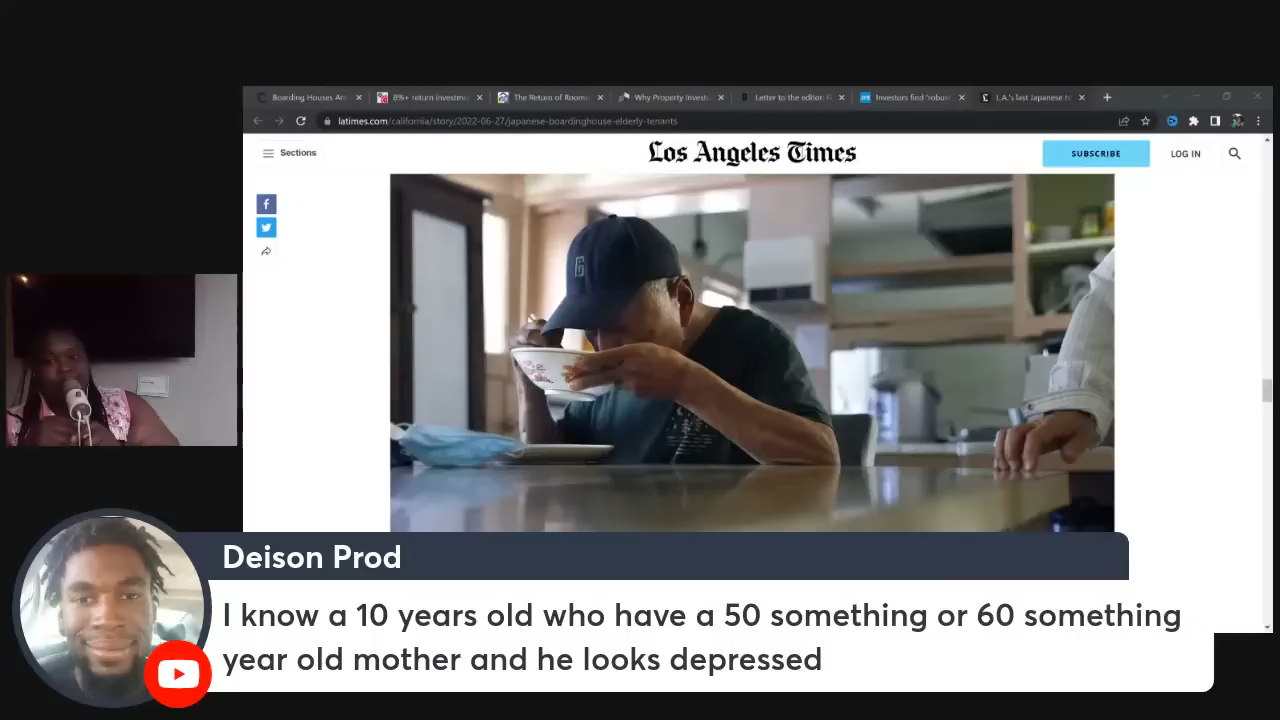 Boarding Houses An
8%+ return investme
The Return of Room
Why Property Invest
Letter to the editor: R
Investors find 'robus
L.A.'s last Japanese b
latimes.com/california/story/2022-06-27/japanese-boardinghouse-elderly-tenants
Sections
Los Angeles Times
SUBSCRIBE
LOG IN
Deison Prod
I know a 10 years old who have a 50 something or 60 something
year old mother and he looks depressed